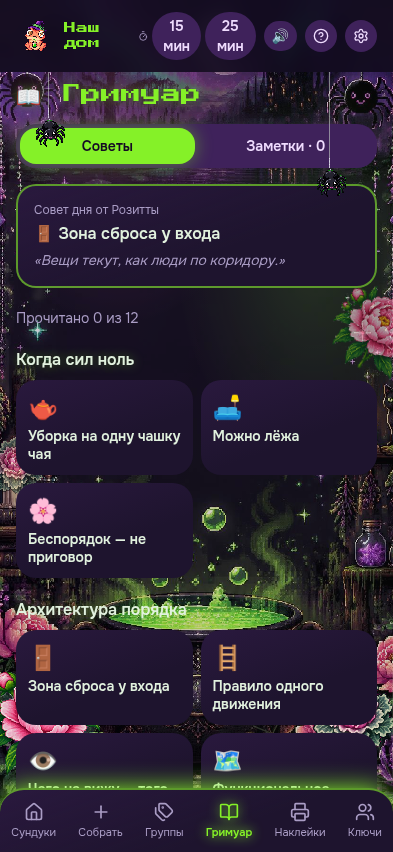 Наш
дом
15
мин
25
мин
Гримуар
Советы
Заметки · 0
Совет дня от Розитты
Зона сброса у входа
«Вещи текут, как люди по коридору.»
Прочитано 0 из 12
Когда сил ноль
Уборка на одну чашку
чая
Можно лёжа
Беспорядок — не
приговор
Архитектура порядка
Зона сброса у входа
Правило одного
движения
Сундуки
Собрать
Группы
Гримуар
Наклейки
Ключи